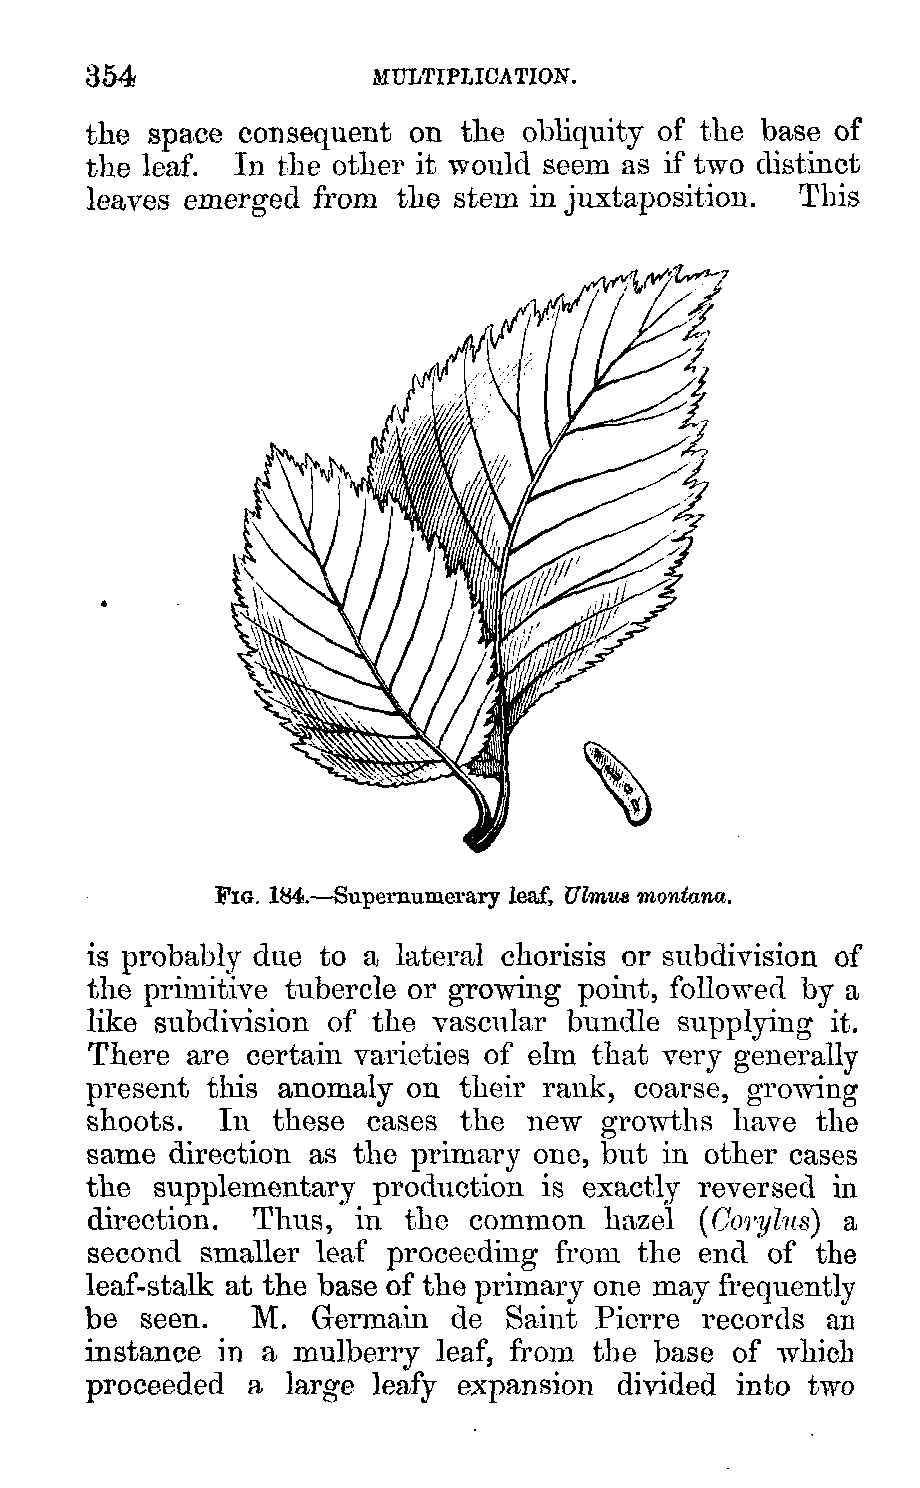 354 MULTIPLICATION.
the space consequent on the obliquity of the base of
the leaf. In the other it would seem as if two distinct
leaves emerged from the stem in juxtaposition. This
FIG. 184.—Supernumerary leaf, Ulmus montana.
is probably due to a lateral chorisis or subdivision of
the primitive tubercle or growing point, followed by a
like subdivision of the vascular bundle supplying it.
There are certain varieties of elm that very generally
present this anomaly on their rank, coarse, growing
shoots. In these cases the new growths have the
same direction as the primary one, but in other cases
the supplementary production is exactly reversed in
direction. Thus, in the common hazel (Corylus) a
second smaller leaf proceeding from the end of the
leaf-stalk at the base of the primary one may frequently
be seen. M. Germain de Saint Pierre records an
instance in a mulberry leaf, from the base of which
proceeded a large leafy expansion divided into two